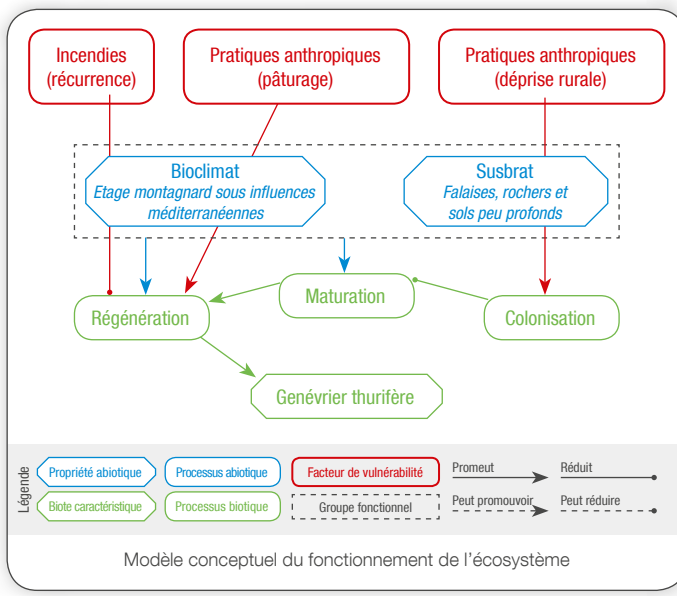 Incendies
(récurrence)
Pratiques anthropiques
(pâturage)
Pratiques anthropiques
(déprise rurale)
Bioclimat
Etage montagnard sous influences
méditerranéennes
Susbrat
Falaises, rochers et
sols peu profonds
Régénération
Maturation
Colonisation
Genévrier thurifère
Légende
Propriété abiotique
Processus abiotique
Facteur de vulnérabilité
Promeut
Réduit
Biote caractéristique
Processus biotique
Groupe fonctionnel
Peut promouvoir
Peut réduire
Modèle conceptuel du fonctionnement de l'écosystème